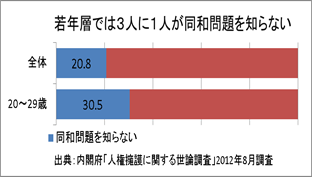 若年層では3人に1人が同和問題を知らない
全体
20.8
20~29歳
30.5
同和問題を知らない
出典:内閣府「人権擁護に関する世論調査」2012年8月調査